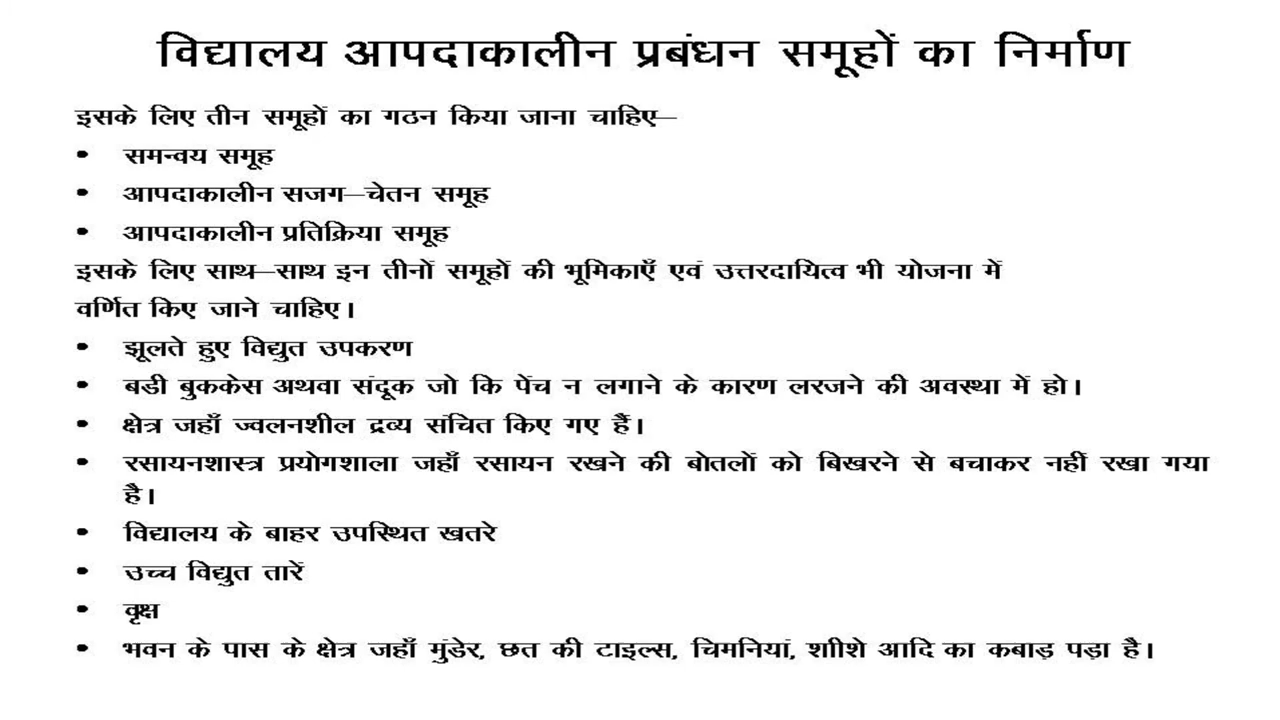 विद्यालय आपदाकालीन प्रबंधन समूहों का निर्माण
इसके लिए तीन समूहों का गठन किया जाना चाहिए—
• समन्वय समूह
• आपदाकालीन सजग—चेतन समूह
• आपदाकालीन प्रतिक्रिया समूह
इसके लिए साथ—साथ इन तीनों समूहों की भूमिकाएँ एवं उत्तरदायित्व भी योजना में
वर्णित किए जाने चाहिए।
• झूलते हुए विद्युत उपकरण
• बडी बुककेस अथवा संदूक जो कि पेंच न लगाने के कारण लरजने की अवस्था में हो।
• क्षेत्र जहाँ ज्वलनशील द्रव्य संचित किए गए हैं।
• रसायनशास्त्र प्रयोगशाला जहाँ रसायन रखने की बोतलों को बिखरने से बचाकर नहीं रखा गया
है।
• विद्यालय के बाहर उपस्थित खतरे
• उच्च विद्युत तारें
• वृक्ष
• भवन के पास के क्षेत्र जहाँ मुंडेर, छत की टाइल्स, चिमनियां, शाीशे आदि का कबाड़ पड़ा है।